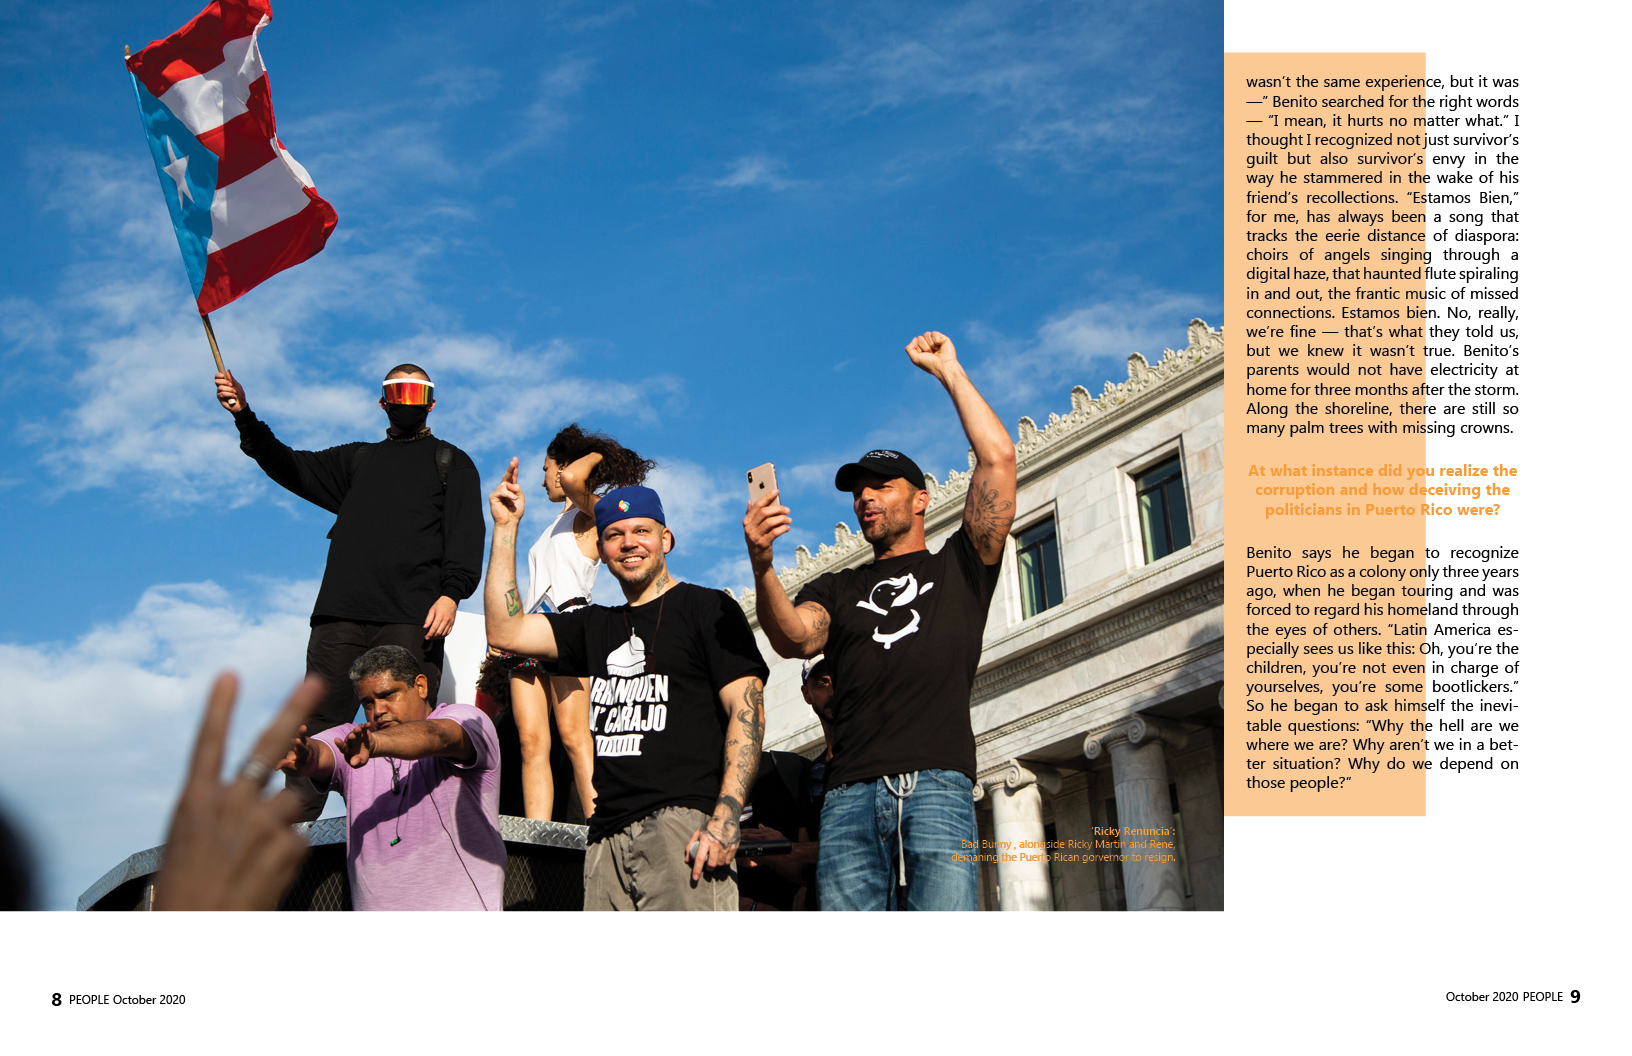 wasn’t the same experience, but it was
—” Benito searched for the right words
— “I mean, it hurts no matter what.” I
thought I recognized not just survivor’s
guilt but also survivor’s envy in the
way he stammered in the wake of his
friend’s recollections. “Estamos Bien,”
for me, has always been a song that
tracks the eerie distance of diaspora:
choirs of angels singing through a
digital haze, that haunted flute spiraling
in and out, the frantic music of missed
connections. Estamos bien. No, really,
we’re fine — that’s what they told us,
but we knew it wasn’t true. Benito’s
parents would not have electricity at
home for three months after the storm.
Along the shoreline, there are still so
many palm trees with missing crowns.
At what instance did you realize the
corruption and how deceiving the
politicians in Puerto Rico were?
Benito says he began to recognize
Puerto Rico as a colony only three years
ago, when he began touring and was
forced to regard his homeland through
the eyes of others. “Latin America es-
pecially sees us like this: Oh, you’re the
children, you’re not even in charge of
yourselves, you’re some bootlickers.”
So he began to ask himself the inevi-
table questions: “Why the hell are we
where we are? Why aren’t we in a bet-
ter situation? Why do we depend on
those people?”
RRANQUEN
AL CARAJO
‘Ricky Renuncia’:
Bad Bunny , alongside Ricky Martin and Rene,
demaning the Puerto Rican gorvernor to resign.
8 PEOPLE October 2020
October 2020 PEOPLE 9